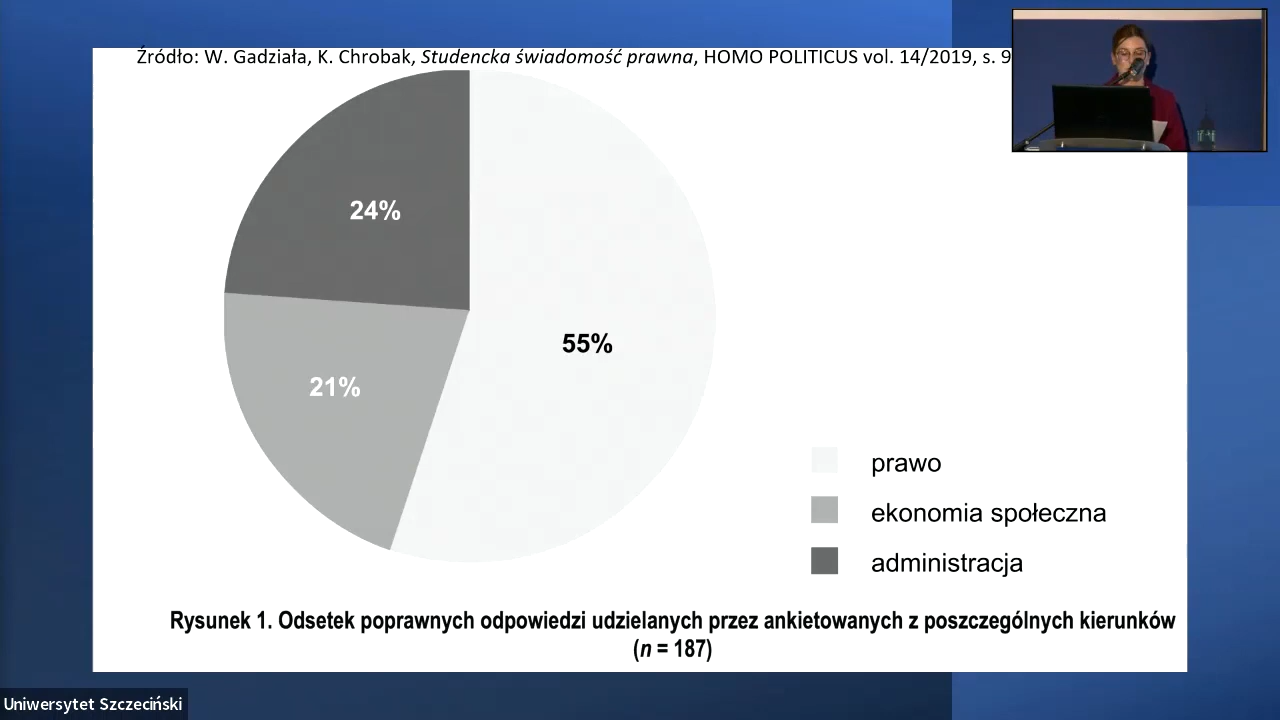 Źródło: W. Gadziała, K. Chrobak, Studencka świadomość prawna, HOMO POLITICUS vol. 14/2019, s. 9
24%
55%
21%
prawo
ekonomia społeczna
administracja
Rysunek 1. Odsetek poprawnych odpowiedzi udzielanych przez ankietowanych z poszczególnych kierunków
(n = 187)
Uniwersytet Szczeciński